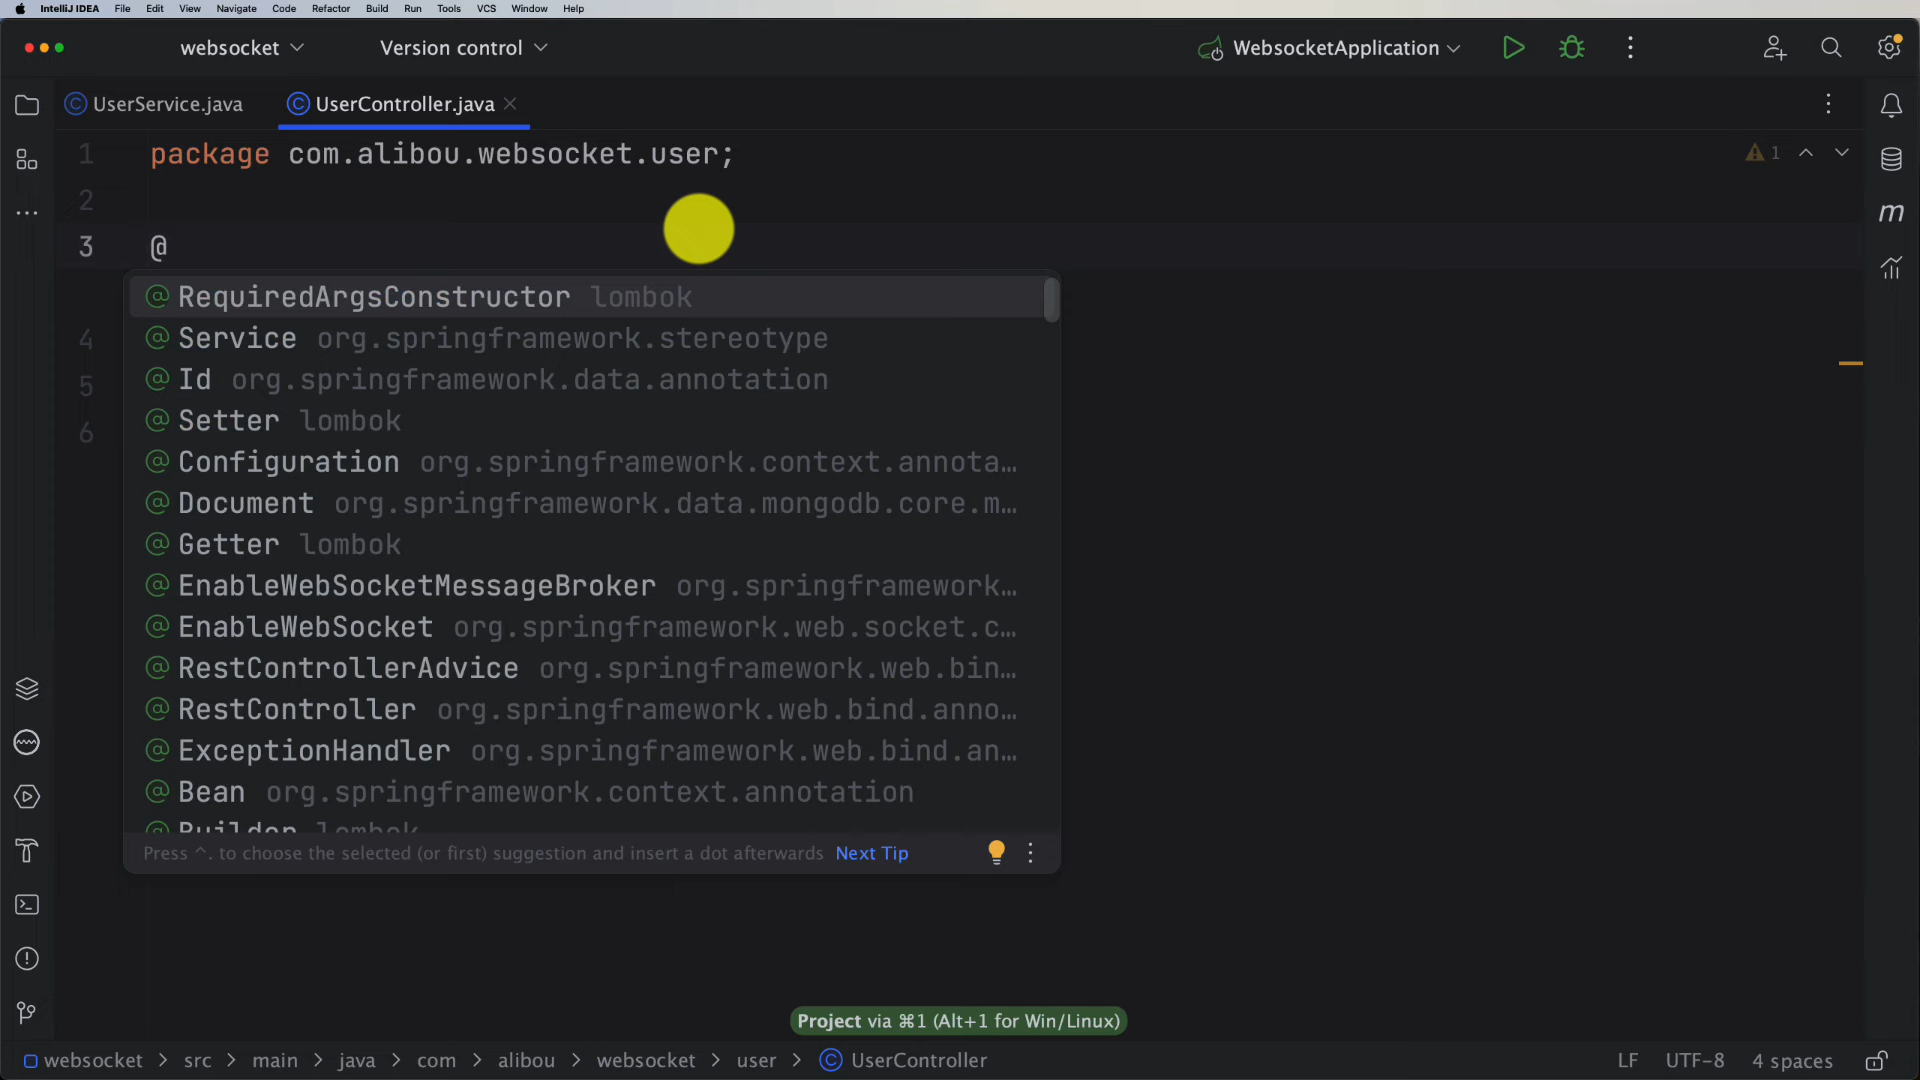 IntelliJ IDEA File Edit View Navigate Code Refactor Build Run Tools VCS Window Help
websocket Version control WebsocketApplication
UserService.java UserController.java
1 package com.alibou.websocket.user; 1
2
3 @
RequiredArgsConstructor lombok
4 Service org.springframework.stereotype
5 Id org.springframework.data.annotation
6 Setter lombok
Configuration org.springframework.context.annota…
Document org.springframework.data.mongodb.core.m…
Getter lombok
EnableWebSocketMessageBroker org.springframework…
EnableWebSocket org.springframework.web.socket.c…
RestControllerAdvice org.springframework.web.bin…
RestController org.springframework.web.bind.anno…
ExceptionHandler org.springframework.web.bind.an…
Bean org.springframework.context.annotation
Builder lombok
Press ^. to choose the selected (or first) suggestion and insert a dot afterwards Next Tip
Project via ⌘1 (Alt+1 for Win/Linux)
websocket > src > main > java > com > alibou > websocket > user > UserController LF UTF-8 4 spaces